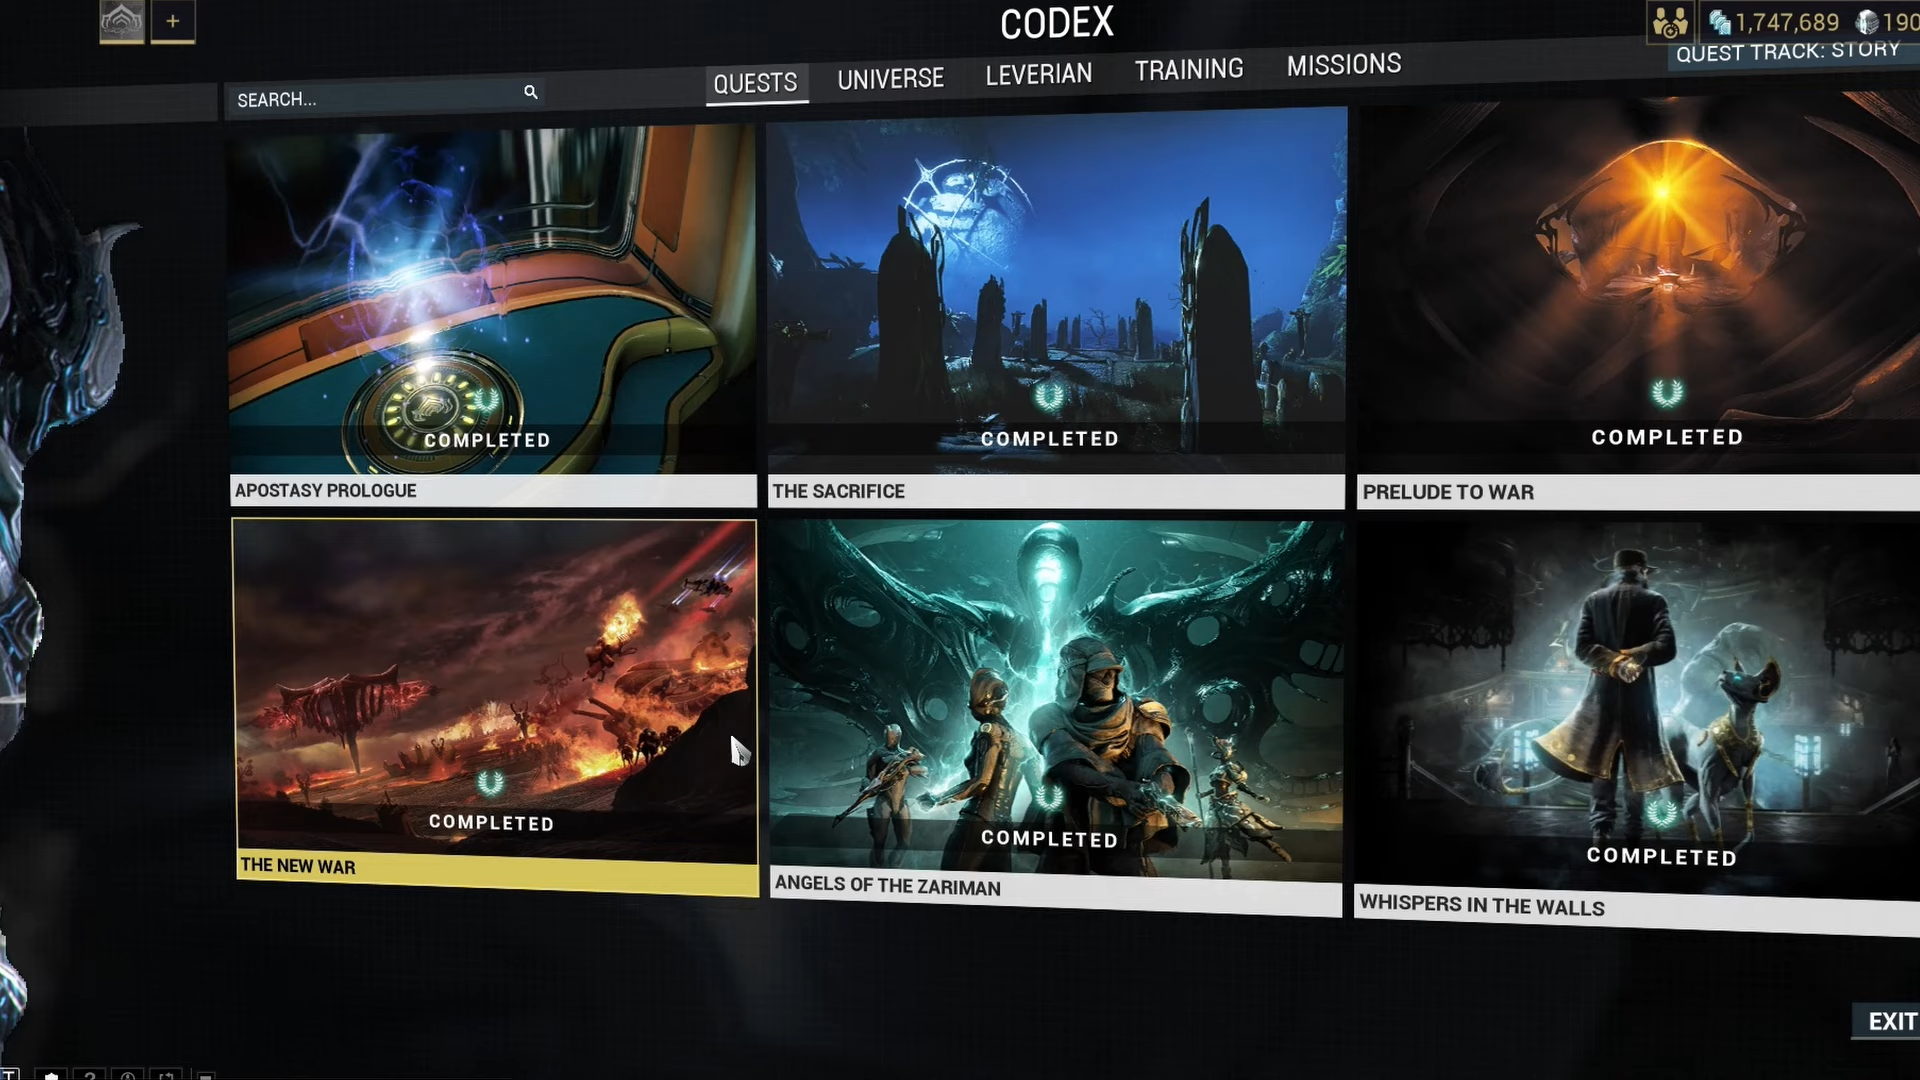 +
CODEX
1,747,689
190
QUEST TRACK: STORY
SEARCH...
QUESTS
UNIVERSE
LEVERIAN
TRAINING
MISSIONS
COMPLETED
COMPLETED
COMPLETED
APOSTASY PROLOGUE
THE SACRIFICE
PRELUDE TO WAR
COMPLETED
COMPLETED
COMPLETED
THE NEW WAR
ANGELS OF THE ZARIMAN
WHISPERS IN THE WALLS
EXIT
T
?